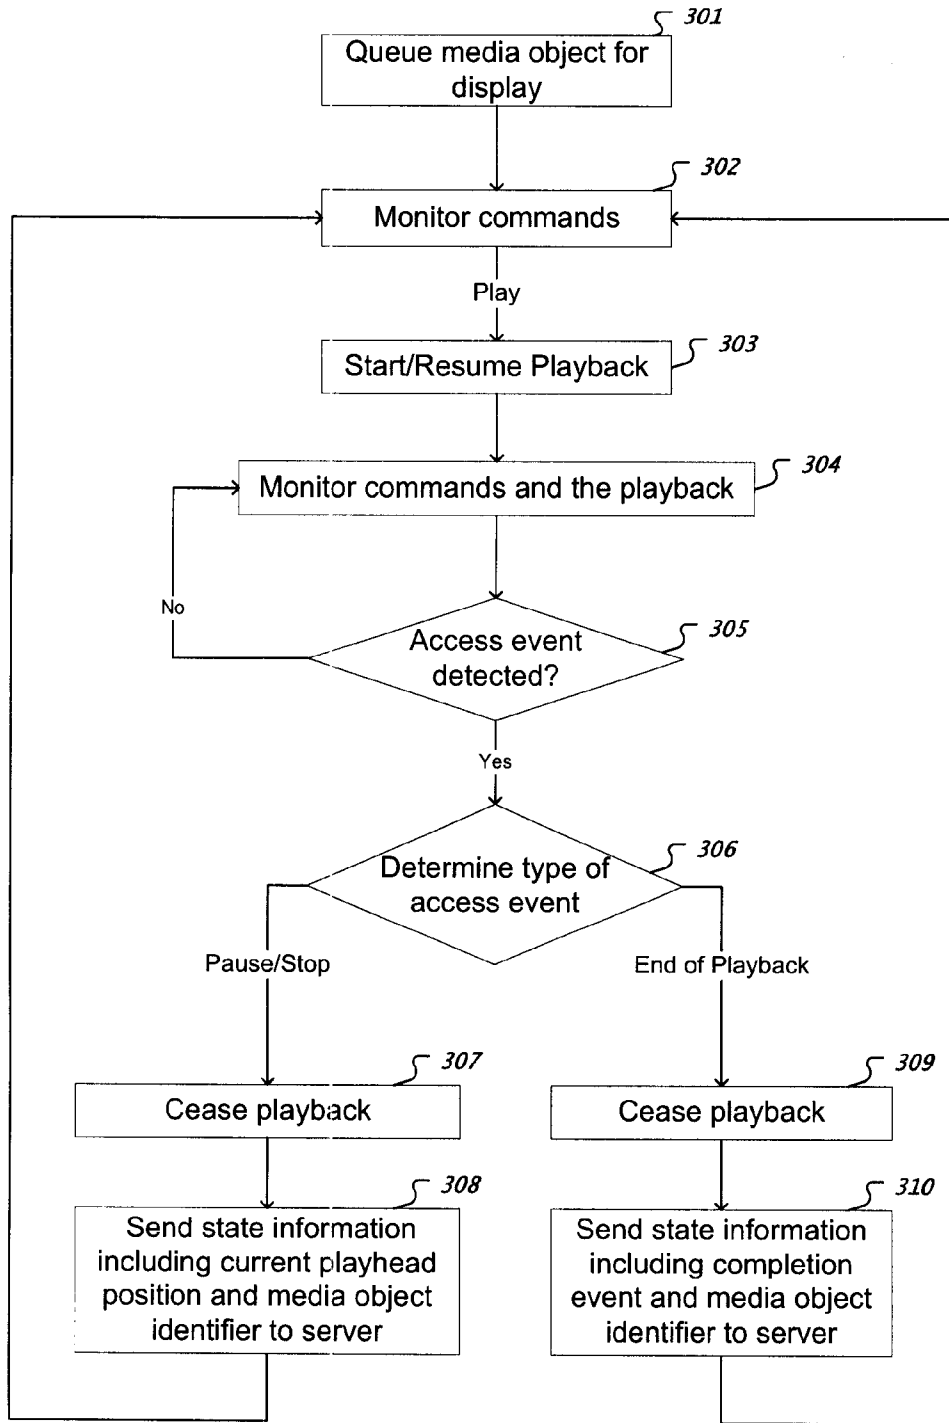 301
Queue media object for
display
302
Monitor commands
Play
303
Start/Resume Playback
304
Monitor commands and the playback
No
305
Access event
detected?
Yes
306
Determine type of
access event
Pause/Stop
End of Playback
307
Cease playback
309
Cease playback
308
Send state information
including current playhead
position and media object
identifier to server
310
Send state information
including completion
event and media object
identifier to server